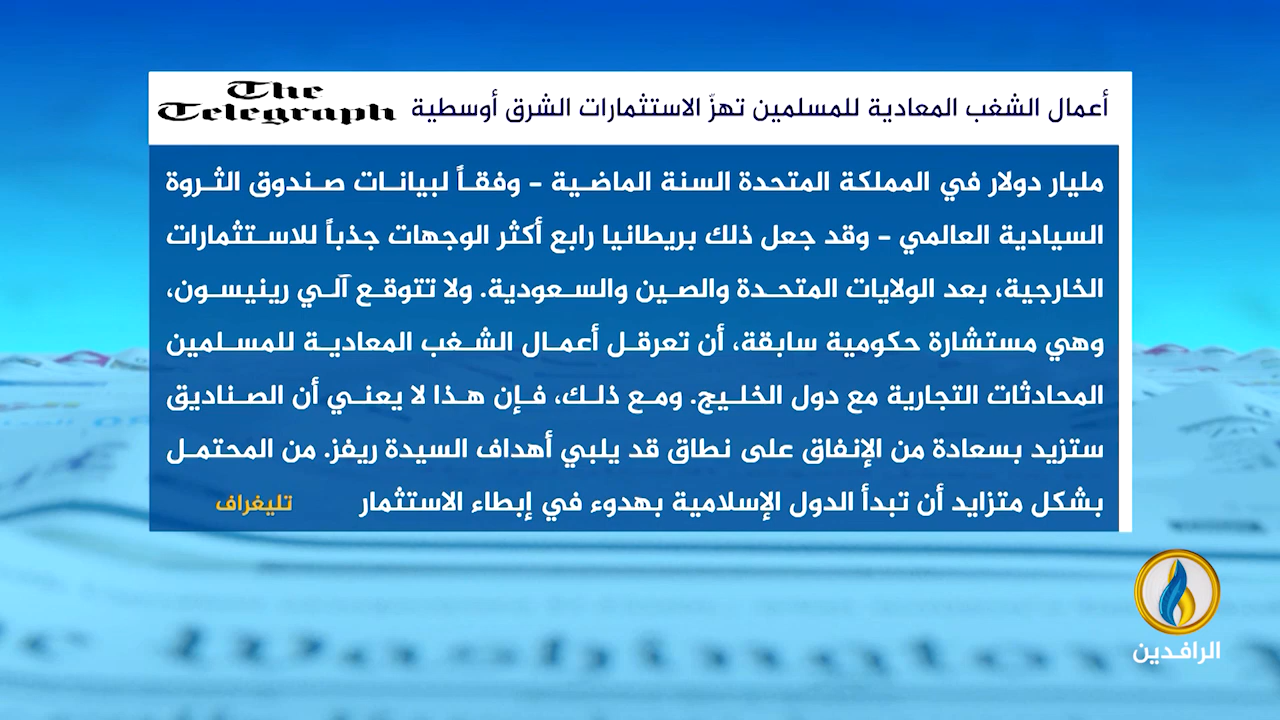 أعمال الشغب المعادية للمسلمين تهزّ الاستثمارات الشرق أوسطية
The
Telegraph
مليار دولار في المملكة المتحدة السنة الماضية - وفقاً لبيانات صندوق الثروة
السيادية العالمي - وقد جعل ذلك بريطانيا رابع أكثر الوجهات جذباً للاستثمارات
الخارجية، بعد الولايات المتحدة والصين والسعودية. ولا تتوقع آلي رينيسون،
وهي مستشارة حكومية سابقة، أن تعرقل أعمال الشغب المعادية للمسلمين
المحادثات التجارية مع دول الخليج. ومع ذلك، فإن هذا لا يعني أن الصناديق
ستزيد بسعادة من الإنفاق على نطاق قد يلبي أهداف السيدة ريفز. من المحتمل
بشكل متزايد أن تبدأ الدول الإسلامية بهدوء في إبطاء الاستثمار
تليغراف
الرافدين